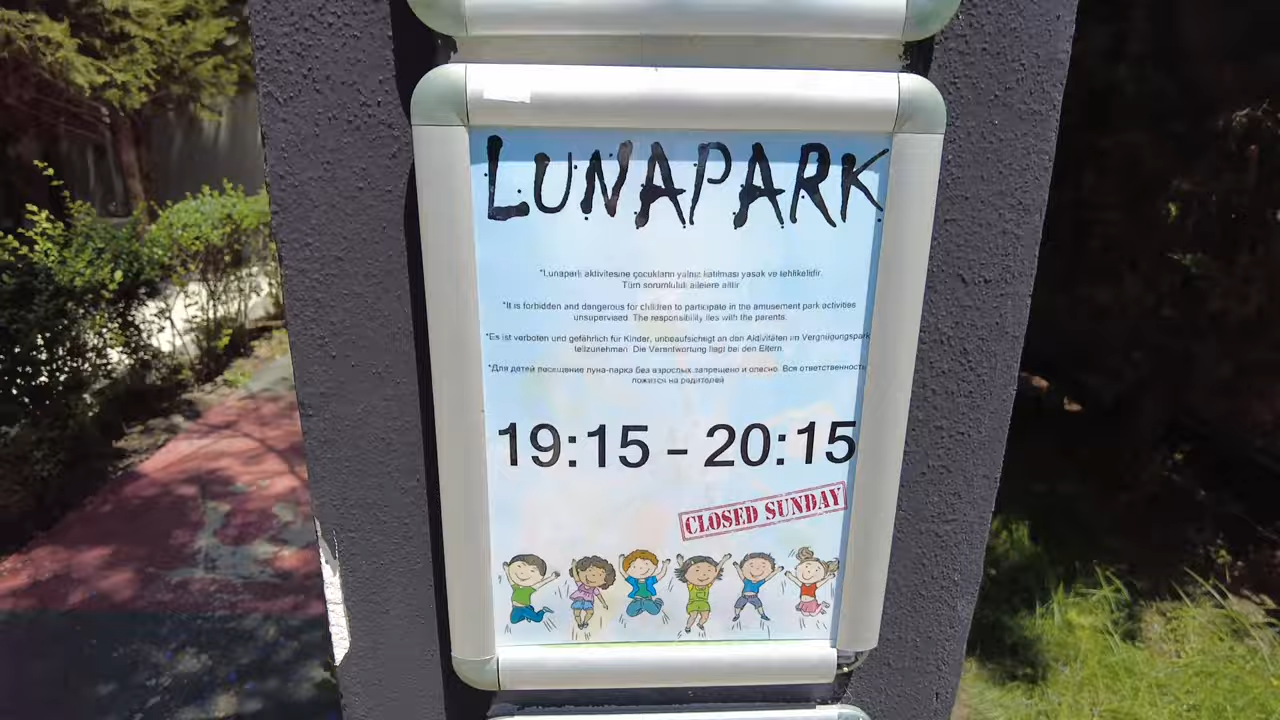 LUNAPARK
*Lunapark aktivitesine çocukların yalnız katılması yasak ve tehlikelidir.
Tüm sorumluluk ailelere aittir
*It is forbidden and dangerous for children to participate in the amusement park activities
unsupervised. The responsibility lies with the parents.
*Es ist verboten und gefährlich für Kinder, unbeaufsichtigt an den Aktivitäten im Vergnügungspark
teilzunehmen. Die Verantwortung liegt bei den Eltern.
*Для детей посещение луна-парка без взрослых запрещено и опасно. Вся ответственность
ложится на родителей
19:15 - 20:15
CLOSED SUNDAY